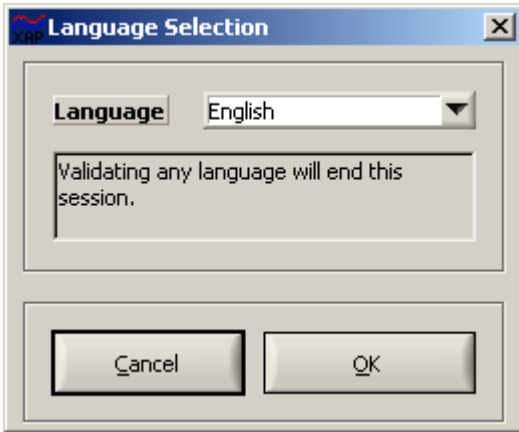 XAP Language Selection
Language English
Validating any language will end this
session.
Cancel OK